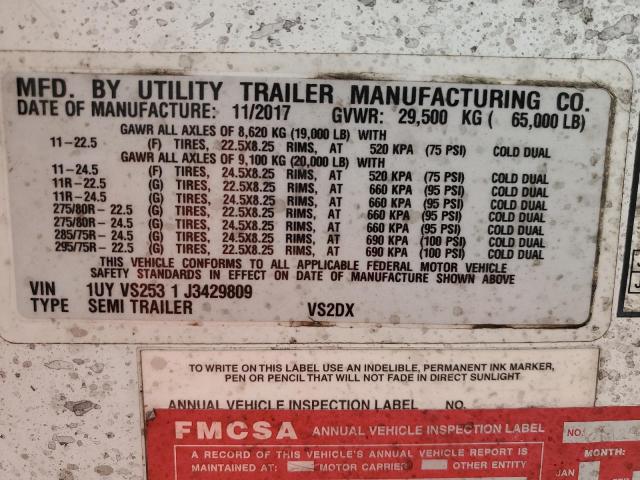 MFD. BY UTILITY TRAILER MANUFACTURING CO.
DATE OF MANUFACTURE: 11/2017 GVWR: 29,500 KG ( 65,000 LB)
GAWR ALL AXLES OF 8,620 KG (19,000 LB) WITH
11-22.5 (F) TIRES, 22.5X8.25 RIMS, AT 520 KPA (75 PSI) COLD DUAL
GAWR ALL AXLES OF 9,100 KG (20,000 LB) WITH
11-24.5 (F) TIRES, 24.5X8.25 RIMS, AT 520 KPA (75 PSI) COLD DUAL
11R-22.5 (G) TIRES, 22.5X8.25 RIMS, AT 660 KPA (95 PSI) COLD DUAL
11R-24.5 (G) TIRES, 24.5X8.25 RIMS, AT 660 KPA (95 PSI) COLD DUAL
275/80R- 22.5 (G) TIRES, 22.5X8.25 RIMS, AT 660 KPA (95 PSI) COLD DUAL
275/80R- 24.5 (G) TIRES, 24.5X8.25 RIMS, AT 660 KPA (95 PSI) COLD DUAL
285/75R- 24.5 (G) TIRES, 24.5X8.25 RIMS, AT 690 KPA (100 PSI) COLD DUAL
295/75R- 22.5 (G) TIRES, 22.5X8.25 RIMS, AT 690 KPA (100 PSI) COLD DUAL
THIS VEHICLE CONFORMS TO ALL APPLICABLE FEDERAL MOTOR VEHICLE
SAFETY STANDARDS IN EFFECT ON DATE OF MANUFACTURE SHOWN ABOVE
VIN 1UY VS253 1 J3429809
TYPE SEMI TRAILER VS2DX
TO WRITE ON THIS LABEL USE AN INDELIBLE, PERMANENT INK MARKER,
PEN OR PENCIL THAT WILL NOT FADE IN DIRECT SUNLIGHT
ANNUAL VEHICLE INSPECTION LABEL NO.
FMCSA ANNUAL VEHICLE INSPECTION LABEL NO.
A RECORD OF THIS VEHICLE'S ANNUAL VEHICLE REPORT IS MONTH:
MAINTAINED AT: MOTOR CARRIER OTHER ENTITY JAN